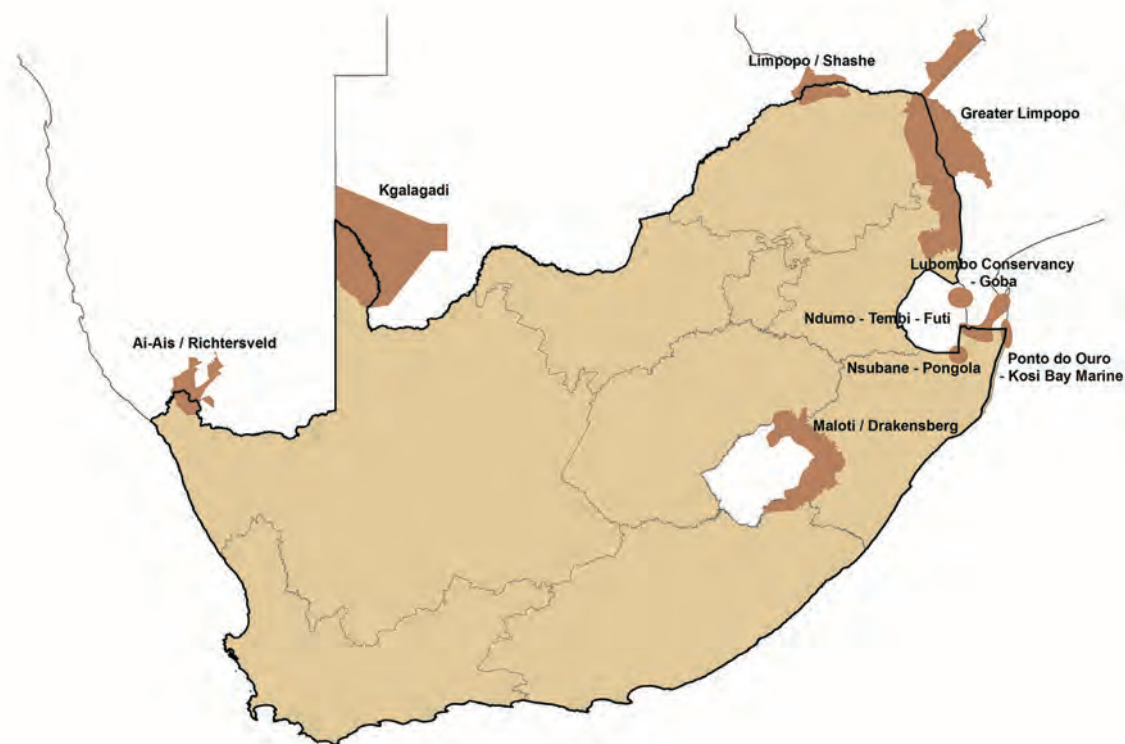 Limpopo / Shashe
Greater Limpopo
Kgalagadi
Lubombo Conservancy
- Goba
Ndumo - Tembi - Futi
Ai-Ais / Richtersveld
Nsubane - Pongola
Ponto do Ouro
- Kosi Bay Marine
Maloti / Drakensberg